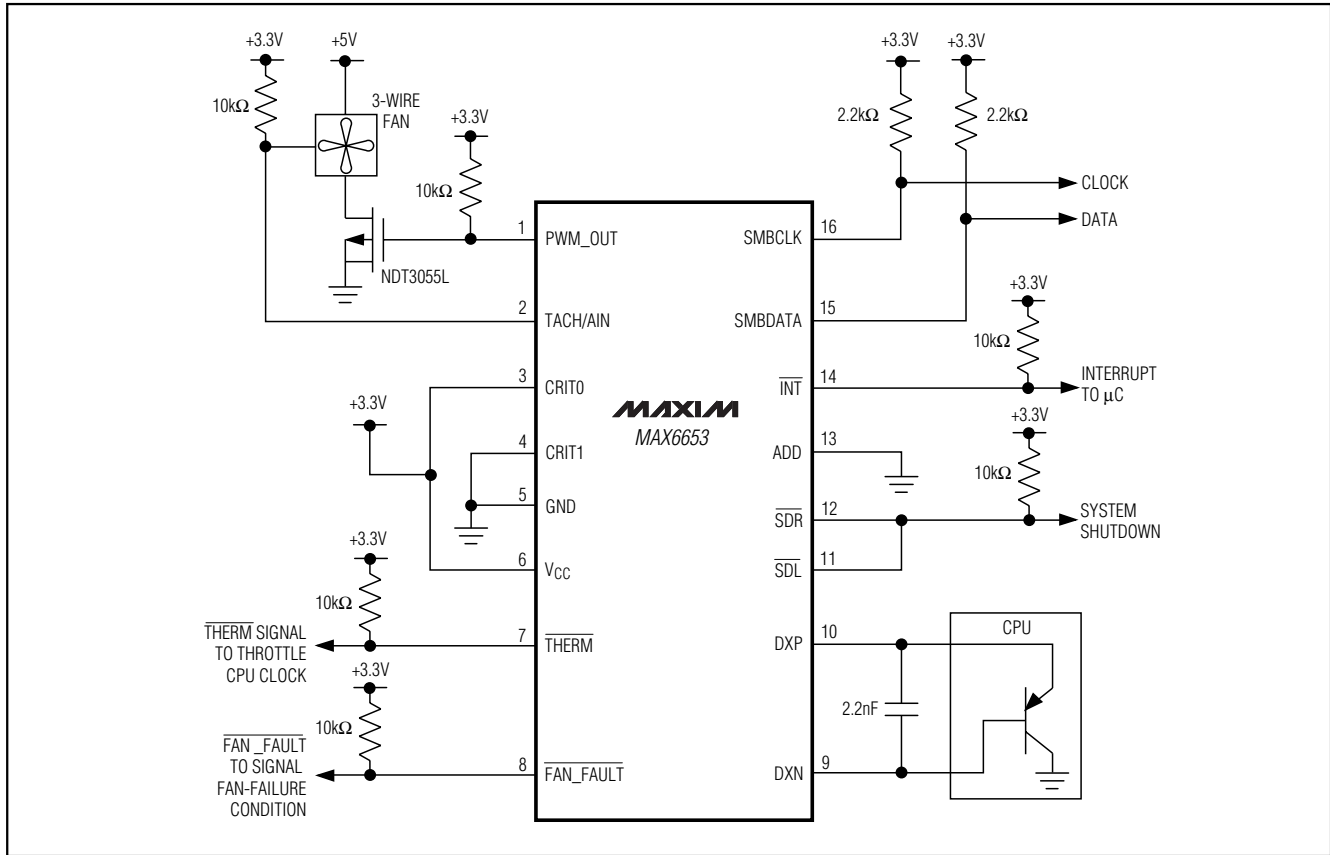 +3.3V
+5V
10kΩ
3-WIRE
FAN
+3.3V
10kΩ
NDT3055L
+3.3V
+3.3V
2.2kΩ
2.2kΩ
CLOCK
DATA
1
PWM_OUT
2
TACH/AIN
3
CRIT0
4
CRIT1
5
GND
6
VCC
7
THERM
8
FAN_FAULT
MAXIM
MAX6653
SMBCLK
16
SMBDATA
15
INT
14
ADD
13
SDR
12
SDL
11
DXP
10
DXN
9
+3.3V
+3.3V
10kΩ
THERM SIGNAL
TO THROTTLE
CPU CLOCK
+3.3V
10kΩ
FAN _FAULT
TO SIGNAL
FAN-FAILURE
CONDITION
+3.3V
10kΩ
INTERRUPT
TO µC
+3.3V
10kΩ
SYSTEM
SHUTDOWN
2.2nF
CPU